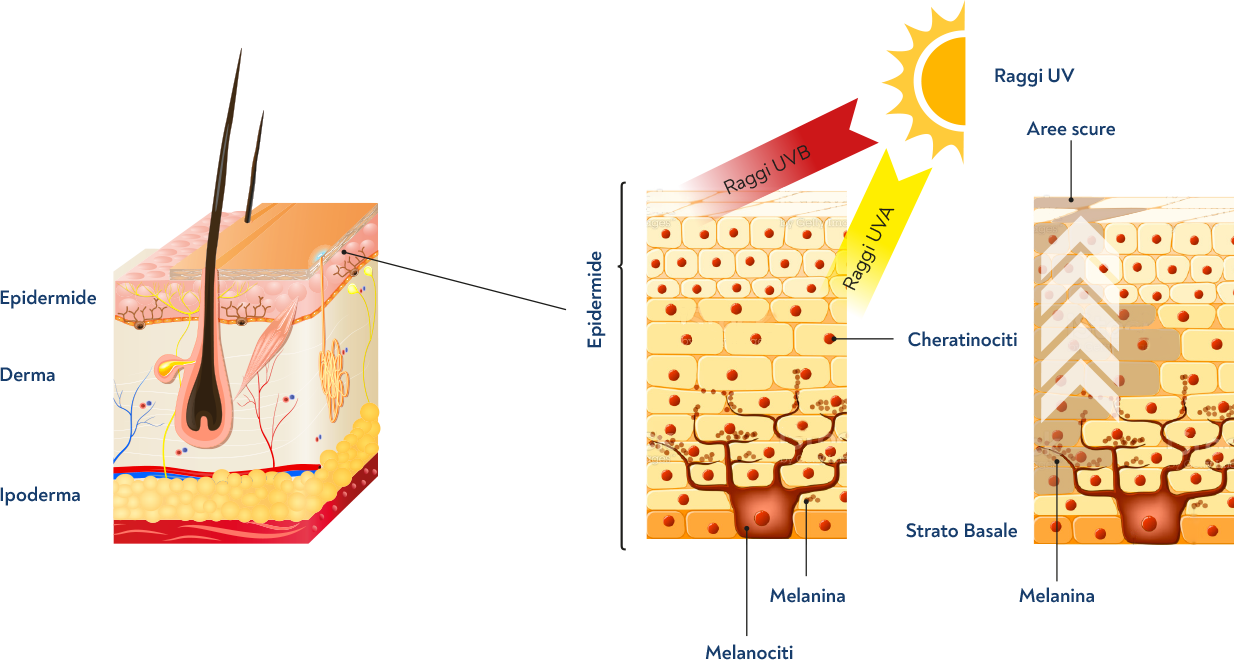 Epidermide
Derma
Ipoderma
Epidermide
Raggi UVB
Raggi UVA
Raggi UV
Aree scure
Cheratinociti
Strato Basale
Melanina
Melanociti
Melanina